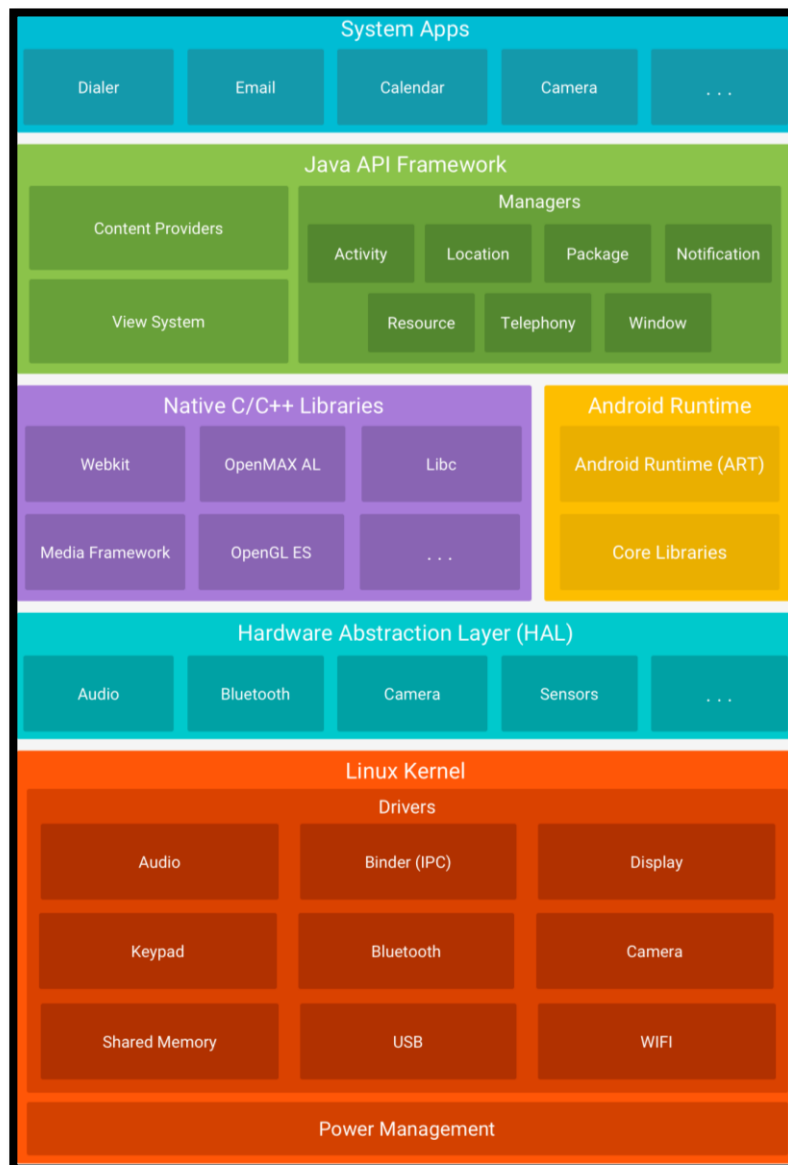 System Apps
Dialer
Email
Calendar
Camera
. . .
Java API Framework
Content Providers
View System
Managers
Activity
Location
Package
Notification
Resource
Telephony
Window
Native C/C++ Libraries
Webkit
OpenMAX AL
Libc
Media Framework
OpenGL ES
. . .
Android Runtime
Android Runtime (ART)
Core Libraries
Hardware Abstraction Layer (HAL)
Audio
Bluetooth
Camera
Sensors
. . .
Linux Kernel
Drivers
Audio
Binder (IPC)
Display
Keypad
Bluetooth
Camera
Shared Memory
USB
WIFI
Power Management